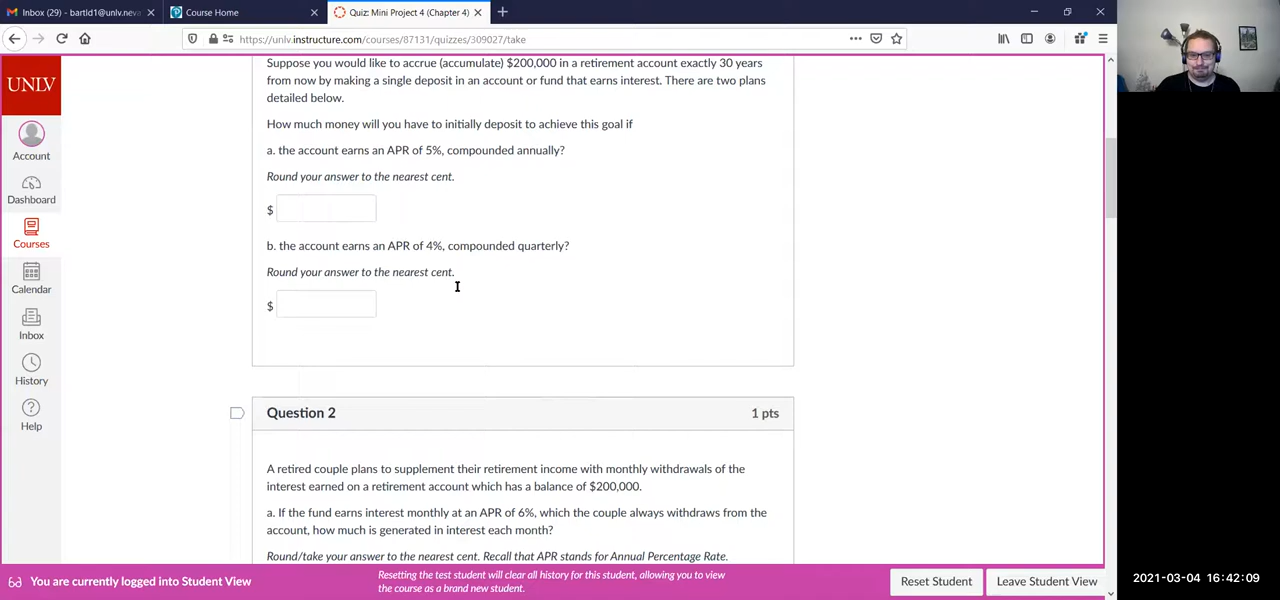 Inbox (29) - bartld1@unlv.neva
Course Home
Quiz: Mini Project 4 (Chapter 4)
https://unlv.instructure.com/courses/87131/quizzes/309027/take
UNLV
Account
Dashboard
Courses
Calendar
Inbox
History
Help
Suppose you would like to accrue (accumulate) $200,000 in a retirement account exactly 30 years
from now by making a single deposit in an account or fund that earns interest. There are two plans
detailed below.
How much money will you have to initially deposit to achieve this goal if
a. the account earns an APR of 5%, compounded annually?
Round your answer to the nearest cent.
$
b. the account earns an APR of 4%, compounded quarterly?
Round your answer to the nearest cent.
$
Question 2
1 pts
A retired couple plans to supplement their retirement income with monthly withdrawals of the
interest earned on a retirement account which has a balance of $200,000.
a. If the fund earns interest monthly at an APR of 6%, which the couple always withdraws from the
account, how much is generated in interest each month?
Round/take your answer to the nearest cent. Recall that APR stands for Annual Percentage Rate.
You are currently logged into Student View
Resetting the test student will clear all history for this student, allowing you to view
the course as a brand new student.
Reset Student
Leave Student View
2021-03-04 16:42:09